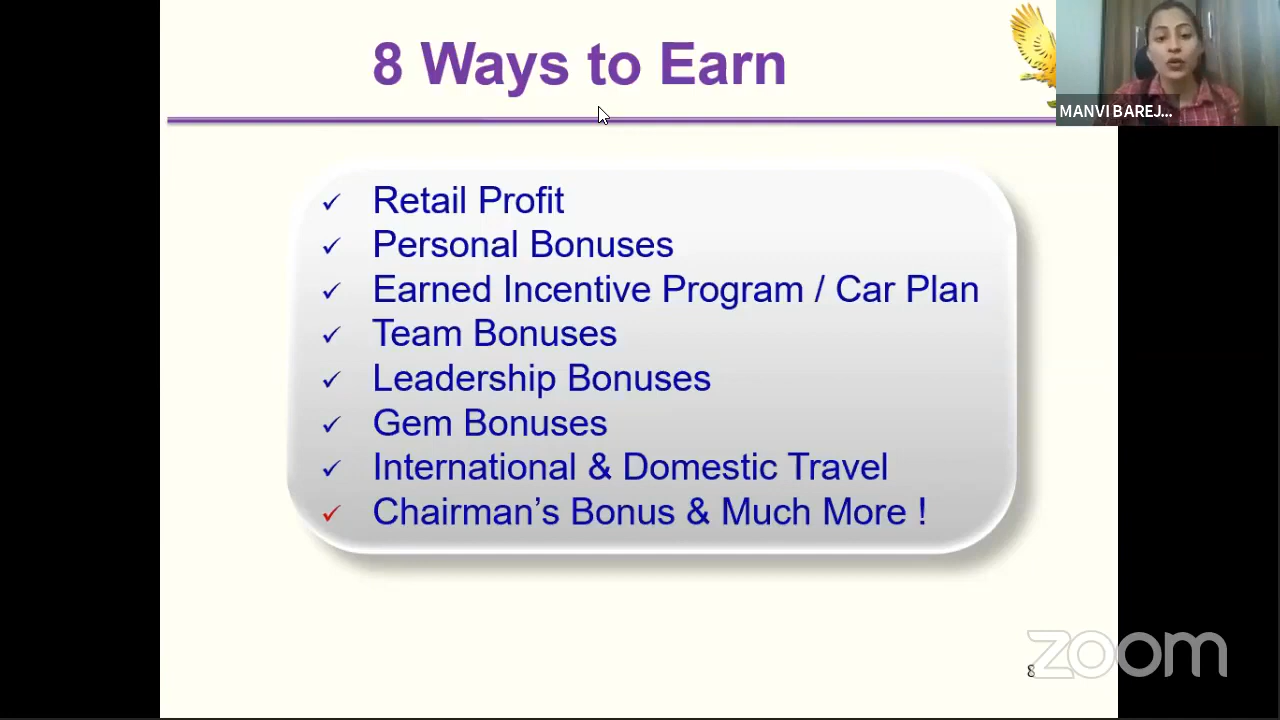 8 Ways to Earn
MANVI BAREJ...
✓ Retail Profit
✓ Personal Bonuses
✓ Earned Incentive Program / Car Plan
✓ Team Bonuses
✓ Leadership Bonuses
✓ Gem Bonuses
✓ International & Domestic Travel
✓ Chairman’s Bonus & Much More !
zoom
8